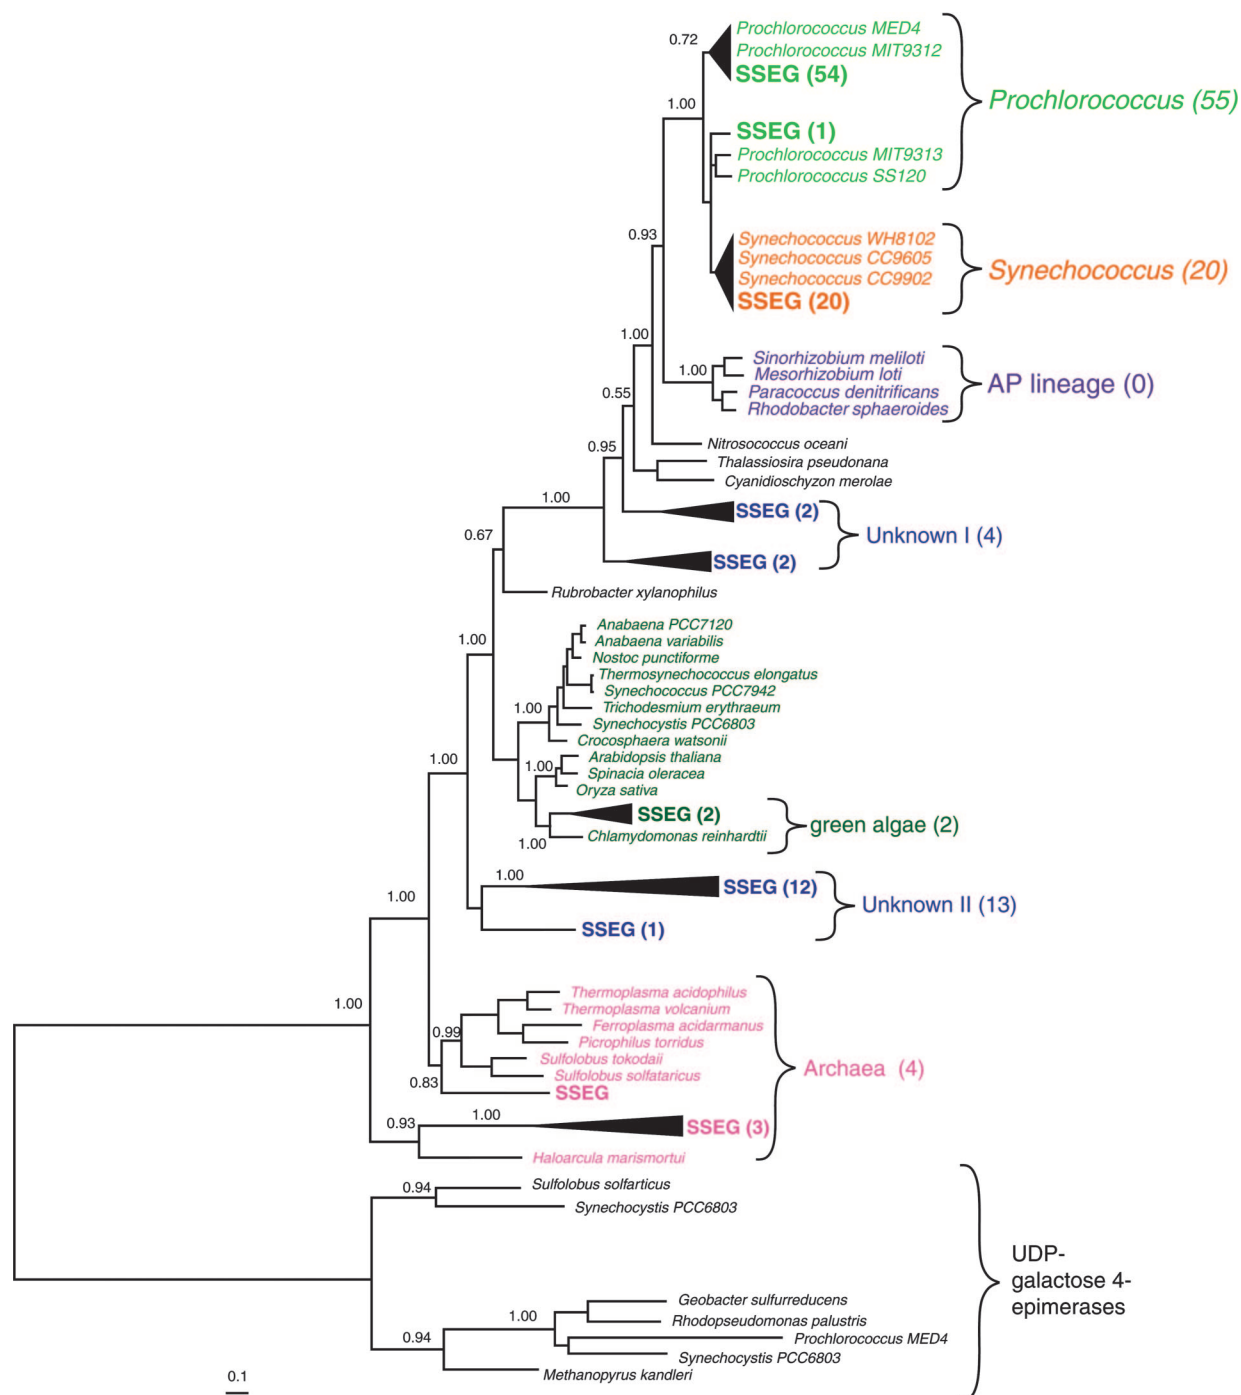 0.72
Prochlorococcus MED4
Prochlorococcus MIT9312
SSEG (54)
1.00
Prochlorococcus (55)
SSEG (1)
Prochlorococcus MIT9313
Prochlorococcus SS120
0.93
Synechococcus WH8102
Synechococcus CC9605
Synechococcus CC9902
SSEG (20)
Synechococcus (20)
1.00
1.00
Sinorhizobium meliloti
Mesorhizobium loti
Paracoccus denitrificans
Rhodobacter sphaeroides
AP lineage (0)
0.55
Nitrosococcus oceani
0.95
Thalassiosira pseudonana
Cyanidioschyzon merolae
1.00
SSEG (2)
Unknown I (4)
0.67
SSEG (2)
Rubrobacter xylanophilus
1.00
Anabaena PCC7120
Anabaena variabilis
Nostoc punctiforme
Thermosynechococcus elongatus
Synechococcus PCC7942
Trichodesmium erythraeum
1.00
Synechocystis PCC6803
Crocosphaera watsonii
1.00
1.00
Arabidopsis thaliana
Spinacia oleracea
Oryza sativa
SSEG (2)
green algae (2)
1.00
Chlamydomonas reinhardtii
1.00
SSEG (12)
Unknown II (13)
1.00
SSEG (1)
1.00
Thermoplasma acidophilus
Thermoplasma volcanium
0.99
Ferroplasma acidarmanus
Picrophilus torridus
Sulfolobus tokodaii
Sulfolobus solfataricus
Archaea (4)
0.83
SSEG
0.93
1.00
SSEG (3)
Haloarcula marismortui
0.94
Sulfolobus solfarticus
Synechocystis PCC6803
UDP-
galactose 4-
epimerases
1.00
Geobacter sulfurreducens
Rhodopseudomonas palustris
0.94
Prochlorococcus MED4
Synechocystis PCC6803
Methanopyrus kandleri
0.1